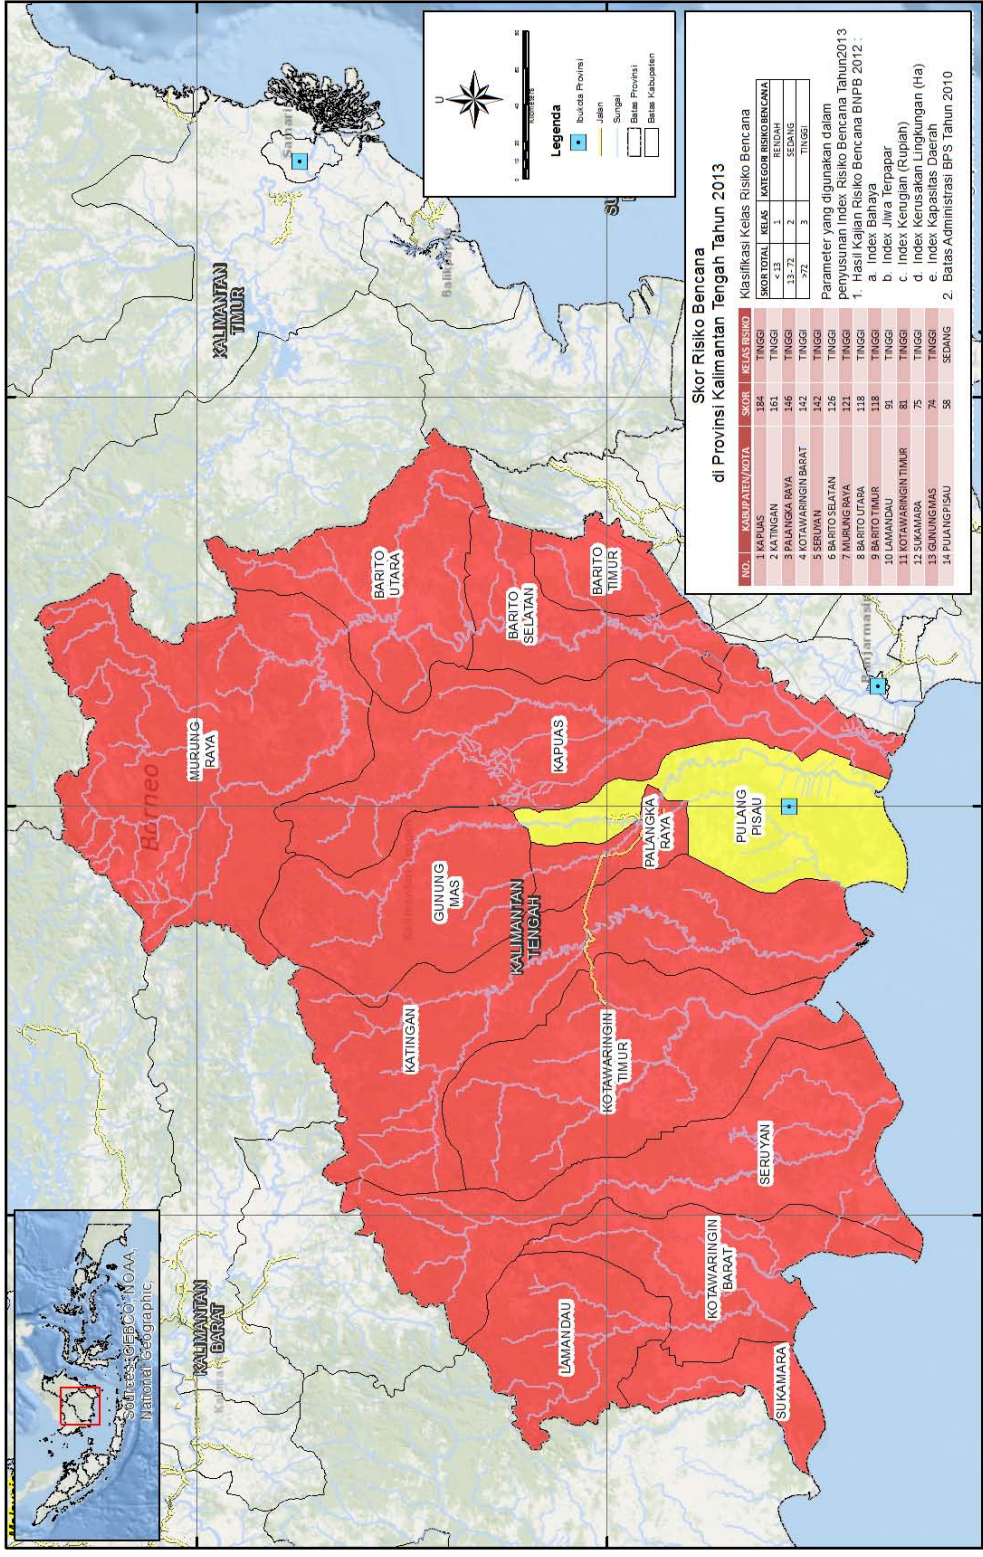 Skor Risiko Bencana
di Provinsi Kalimantan Tengah Tahun 2013
NO. KABUPATEN/KOTA SKOR KELAS RISIKO
1 KAPUAS 184 TINGGI
2 KATINGAN 161 TINGGI
3 PALANGKA RAYA 146 TINGGI
4 KOTAWARINGIN BARAT 142 TINGGI
5 SERUYAN 142 TINGGI
6 BARITO SELATAN 126 TINGGI
7 MURUNG RAYA 121 TINGGI
8 BARITO UTARA 118 TINGGI
9 BARITO TIMUR 118 TINGGI
10 LAMANDAU 91 TINGGI
11 KOTAWARINGIN TIMUR 81 TINGGI
12 SUKAMARA 75 TINGGI
13 GUNUNG MAS 74 TINGGI
14 PULANG PISAU 58 SEDANG
Klasifikasi Kelas Risiko Bencana
SKOR TOTAL KELAS KATEGORI RISIKO BENCANA
< 13 1 RENDAH
13 - 72 2 SEDANG
>72 3 TINGGI
Parameter yang digunakan dalam
penyusunan Index Risiko Bencana Tahun2013
1. Hasil Kajian Risiko Bencana BNPB 2012 :
a. Index Bahaya
b. Index Jiwa Terpapar
c. Index Kerugian (Rupiah)
d. Index Kerusakan Lingkungan (Ha)
e. Index Kapasitas Daerah
2. Batas Administrasi BPS Tahun 2010
U
Kilometers
Legenda
Ibukota Provinsi
Jalan
Sungai
Batas Provinsi
Batas Kabupaten
Sources: GEBCO, NOAA,
National Geographic,
KALIMANTAN
BARAT
KALIMANTAN
TIMUR
KALIMANTAN
TENGAH
Borneo
MURUNG
RAYA
BARITO
UTARA
BARITO
SELATAN
BARITO
TIMUR
KAPUAS
GUNUNG
MAS
PALANGKA
RAYA
PULANG
PISAU
KATINGAN
KOTAWARINGIN
TIMUR
SERUYAN
KOTAWARINGIN
BARAT
LAMANDAU
SUKAMARA